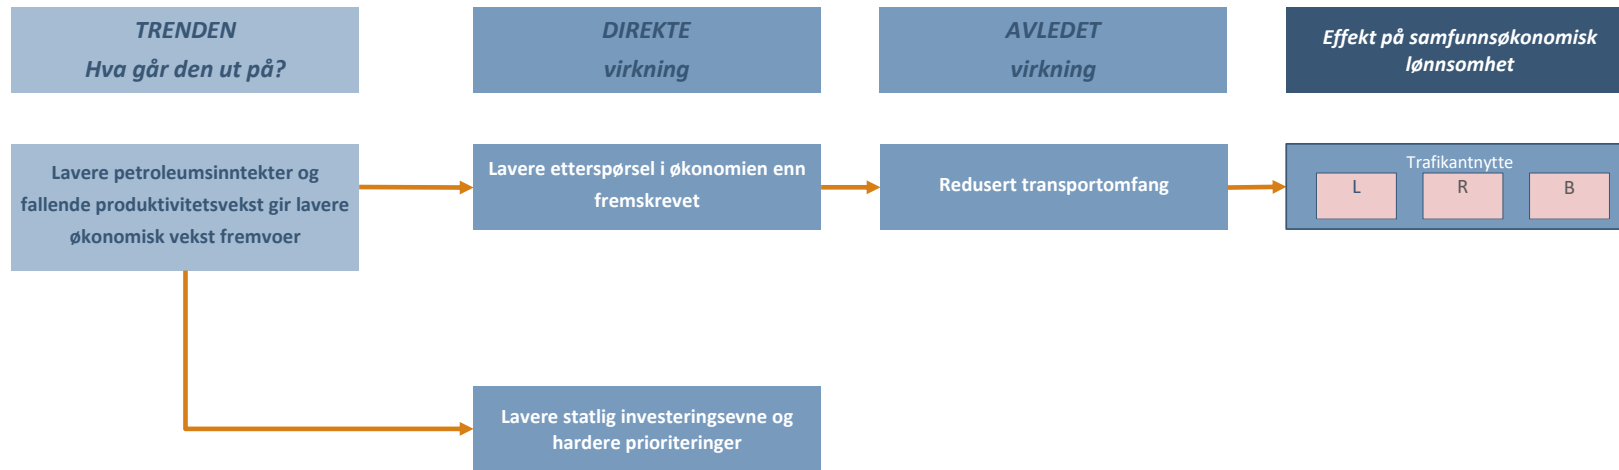 TRENDEN
Hva går den ut på?
DIREKTE
virkning
AVLEDET
virkning
Effekt på samfunnsøkonomisk
lønnsomhet
Lavere petroleumsinntekter og
fallende produktivitetsvekst gir lavere
økonomisk vekst fremvoer
Lavere etterspørsel i økonomien enn
fremskrevet
Redusert transportomfang
Trafikantnytte
L
R
B
Lavere statlig investeringsevne og
hardere prioriteringer